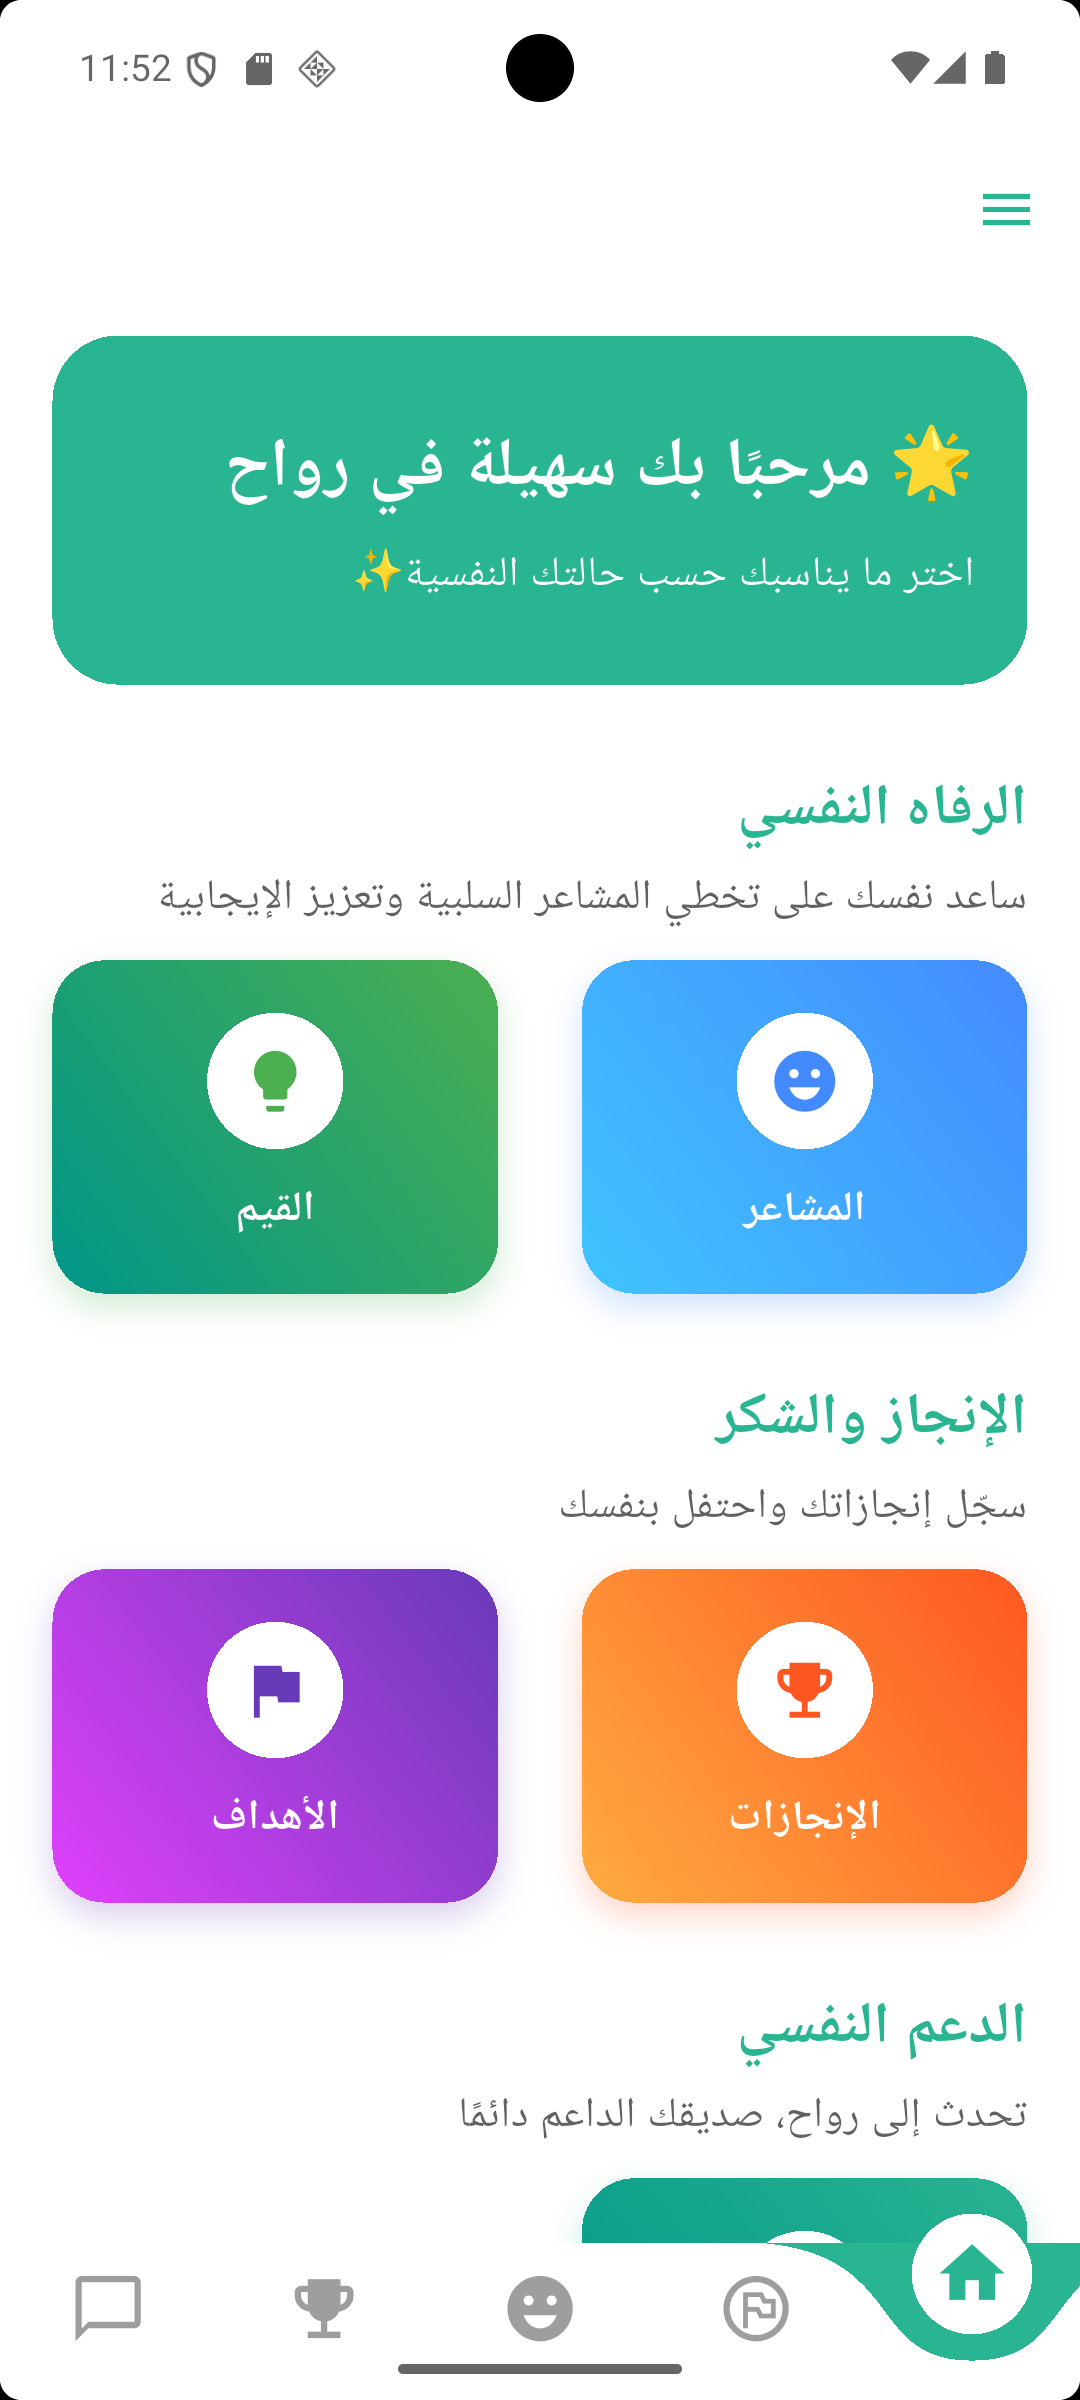 11:52
🌟 مرحبًا بك سهيلة في رواح
اختر ما يناسبك حسب حالتك النفسية✨
الرفاه النفسي
ساعد نفسك على تخطي المشاعر السلبية وتعزيز الإيجابية
المشاعر
القيم
الإنجاز والشكر
سجّل إنجازاتك واحتفل بنفسك
الإنجازات
الأهداف
الدعم النفسي
تحدث إلى رواح، صديقك الداعم دائمًا